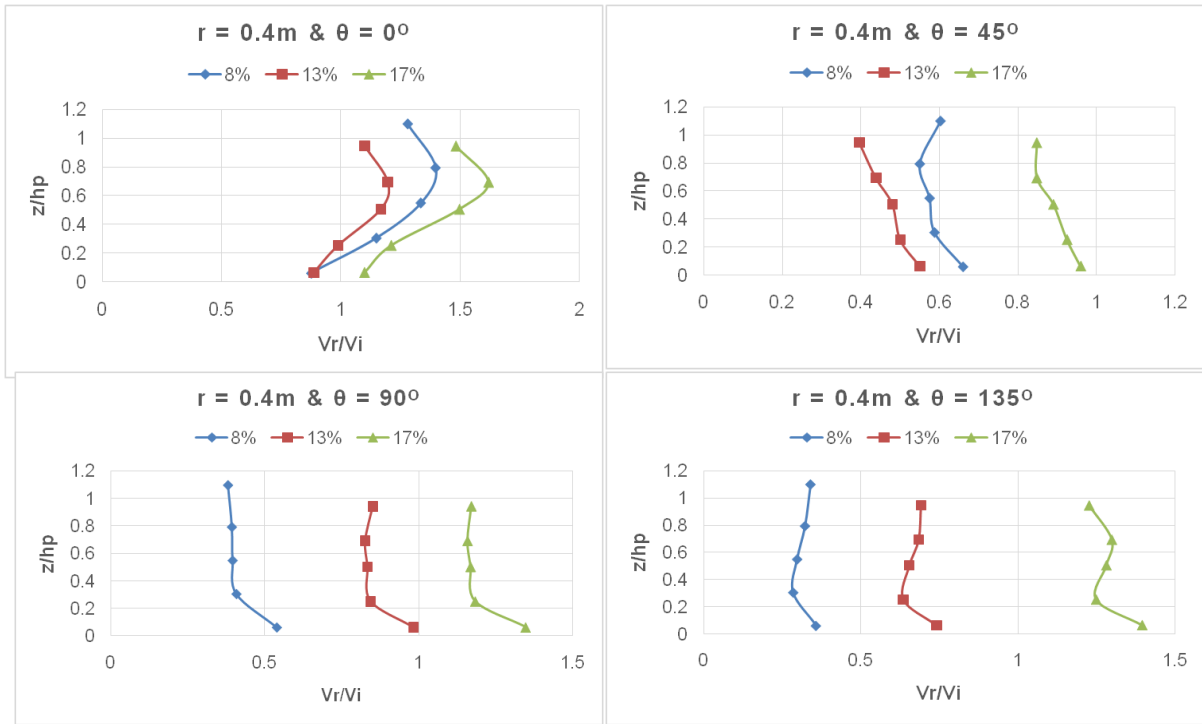 r = 0.4m & θ = 0⁰
8% 13% 17%
1.2
1
0.8
0.6
0.4
0.2
0
z/hp
0 0.5 1 1.5 2
Vr/Vi
r = 0.4m & θ = 45⁰
8% 13% 17%
1.2
1
0.8
0.6
0.4
0.2
0
z/hp
0 0.2 0.4 0.6 0.8 1 1.2
Vr/Vi
r = 0.4m & θ = 90⁰
8% 13% 17%
1.2
1
0.8
0.6
0.4
0.2
0
z/hp
0 0.5 1 1.5
Vr/Vi
r = 0.4m & θ = 135⁰
8% 13% 17%
1.2
1
0.8
0.6
0.4
0.2
0
z/hp
0 0.5 1 1.5
Vr/Vi